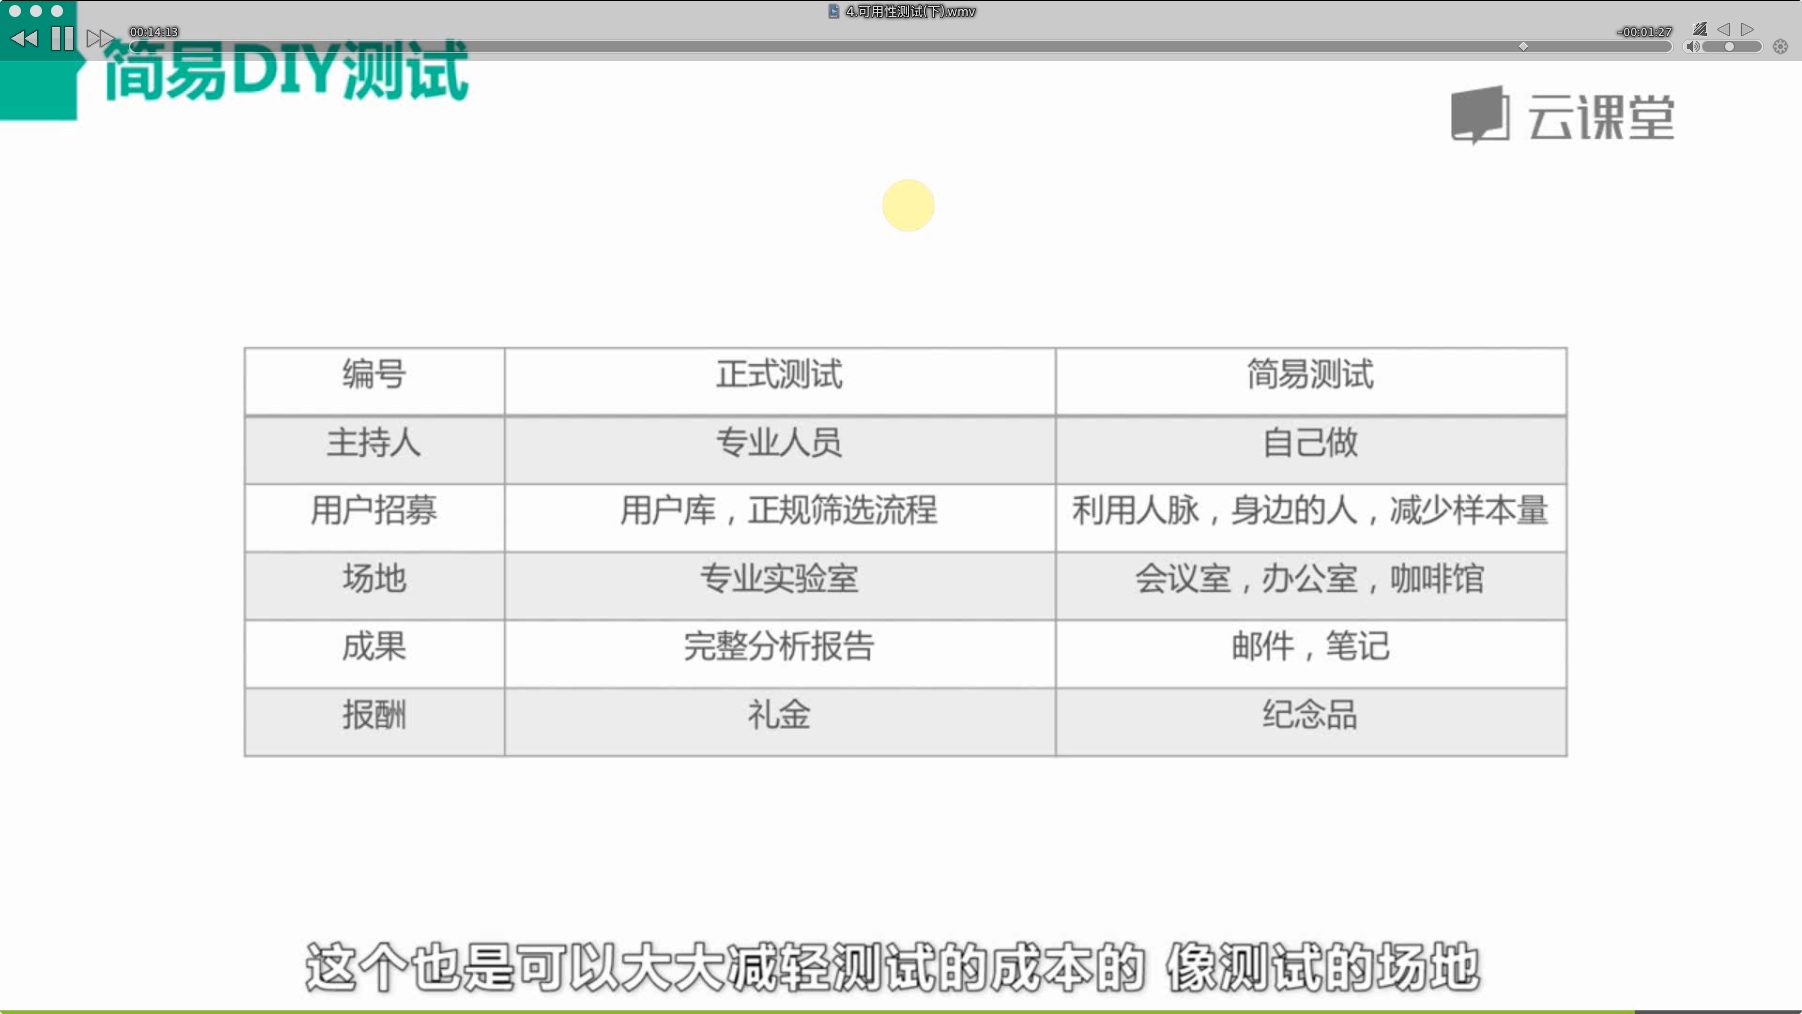 4.可用性测试(下).wmv
00:14:13
-00:01:27
简易DIY测试
云课堂
编号 正式测试 简易测试
主持人 专业人员 自己做
用户招募 用户库，正规筛选流程 利用人脉，身边的人，减少样本量
场地 专业实验室 会议室，办公室，咖啡馆
成果 完整分析报告 邮件，笔记
报酬 礼金 纪念品
这个也是可以大大减轻测试的成本的 像测试的场地